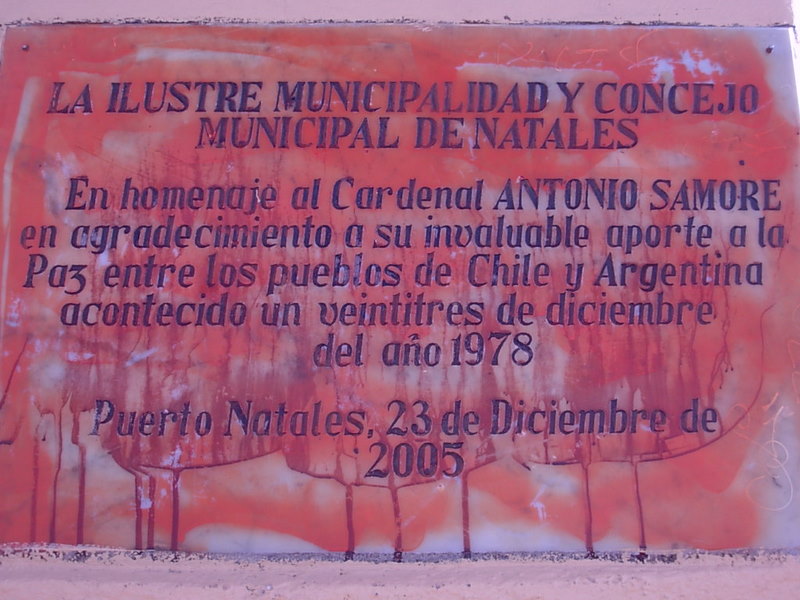 LA ILUSTRE MUNICIPALIDAD Y CONCEJO
MUNICIPAL DE NATALES
En homenaje al Cardenal ANTONIO SAMORE
en agradecimiento a su invaluable aporte a la
Paz entre los pueblos de Chile y Argentina
acontecido un veintitres de diciembre
del año 1978
Puerto Natales, 23 de Diciembre de
2005